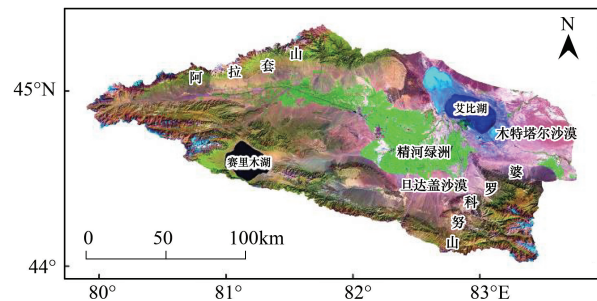 N
45°N
44°
80°
81°
82°
83°E
0 50 100km
阿拉套山
艾比湖
木特塔尔沙漠
精河绿洲
赛里木湖
旦达盖沙漠
婆罗科努山